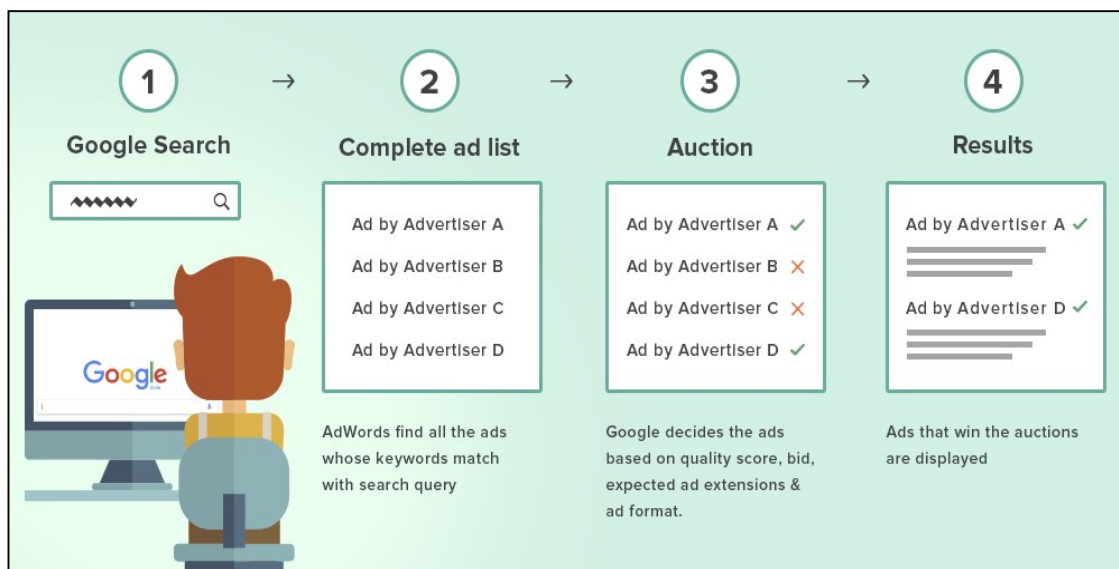 1
→
2
→
3
→
4
Google Search
Complete ad list
Auction
Results
Google
Ad by Advertiser A
Ad by Advertiser B
Ad by Advertiser C
Ad by Advertiser D
AdWords find all the ads
whose keywords match
with search query
Ad by Advertiser A ✓
Ad by Advertiser B ✕
Ad by Advertiser C ✕
Ad by Advertiser D ✓
Google decides the ads
based on quality score, bid,
expected ad extensions &
ad format.
Ad by Advertiser A ✓
Ad by Advertiser D ✓
Ads that win the auctions
are displayed